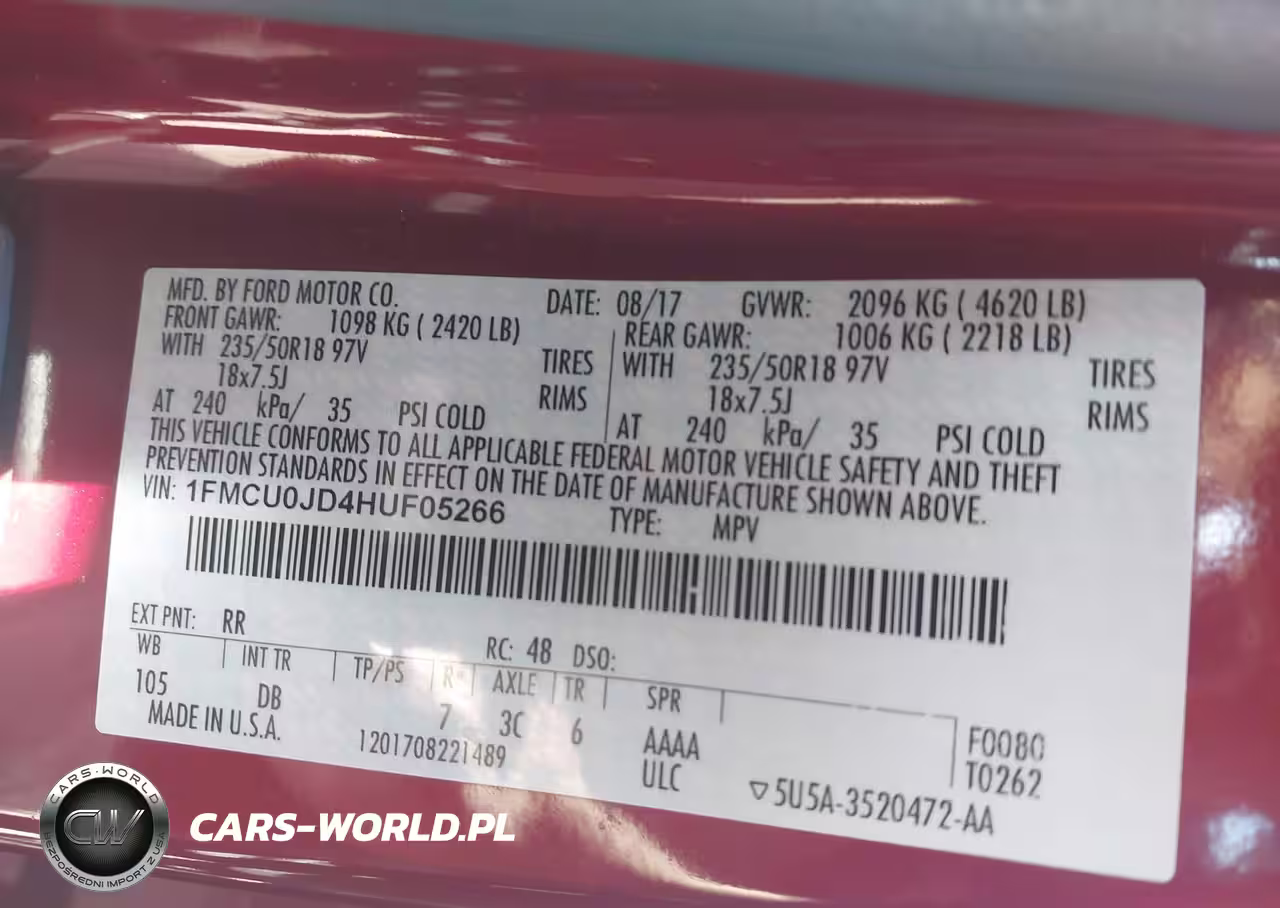 MFD. BY FORD MOTOR CO. DATE: 08/17 GVWR: 2096 KG ( 4620 LB)
FRONT GAWR: 1098 KG ( 2420 LB) REAR GAWR: 1006 KG ( 2218 LB)
WITH 235/50R18 97V TIRES WITH 235/50R18 97V TIRES
18x7.5J RIMS 18x7.5J RIMS
AT 240 kPa/ 35 PSI COLD AT 240 kPa/ 35 PSI COLD
THIS VEHICLE CONFORMS TO ALL APPLICABLE FEDERAL MOTOR VEHICLE SAFETY AND THEFT
PREVENTION STANDARDS IN EFFECT ON THE DATE OF MANUFACTURE SHOWN ABOVE.
VIN: 1FMCU0JD4HUF05266 TYPE: MPV
EXT PNT: RR RC: 48 DSO:
WB INT TR TP/PS R AXLE TR SPR
105 DB 7 3C 6 AAAA F0080
MADE IN U.S.A. 1201708221489 ULC T0262
▽5U5A-3520472-AA
CARS-WORLD
CW
BEZPOŚREDNI IMPORT Z USA
CARS-WORLD.PL